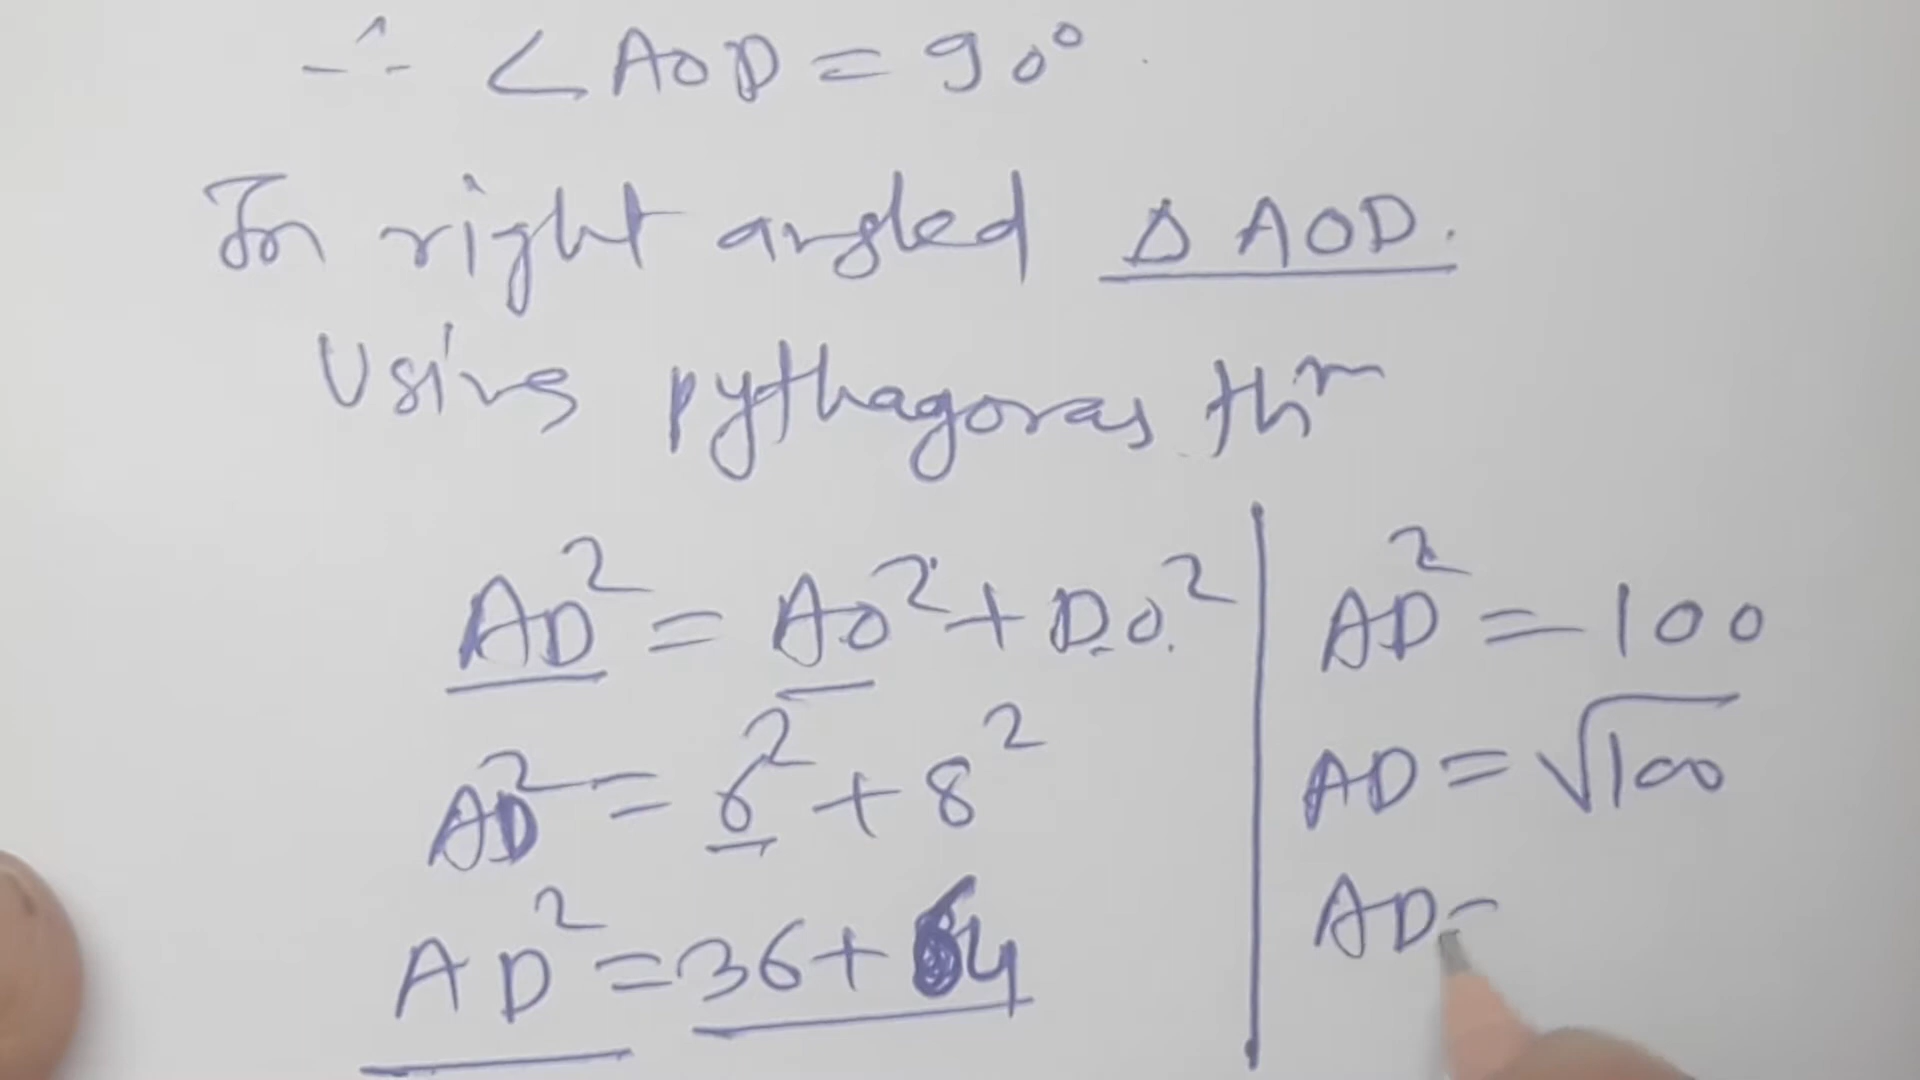 ∴ ∠AOD = 90°
In right angled Δ AOD.
Using pythagoras thm
AD² = AO² + DO²
AD² = 6² + 8²
AD² = 36 + 64
AD² = 100
AD = √100
AD =